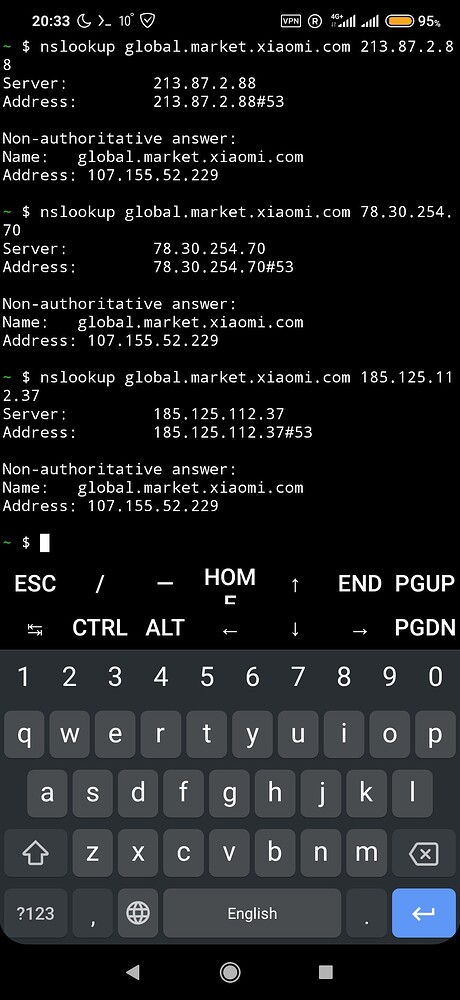 20:33 10° VPN R 4G+ 95%
~ $ nslookup global.market.xiaomi.com 213.87.2.8
8
Server: 213.87.2.88
Address: 213.87.2.88#53
Non-authoritative answer:
Name: global.market.xiaomi.com
Address: 107.155.52.229
~ $ nslookup global.market.xiaomi.com 78.30.254.
70
Server: 78.30.254.70
Address: 78.30.254.70#53
Non-authoritative answer:
Name: global.market.xiaomi.com
Address: 107.155.52.229
~ $ nslookup global.market.xiaomi.com 185.125.11
2.37
Server: 185.125.112.37
Address: 185.125.112.37#53
Non-authoritative answer:
Name: global.market.xiaomi.com
Address: 107.155.52.229
~ $
ESC / — HOM
E ↑ END PGUP
↹ CTRL ALT ← ↓ → PGDN
1 2 3 4 5 6 7 8 9 0
q w e r t y u i o p
a s d f g h j k l
z x c v b n m
?123 , English .